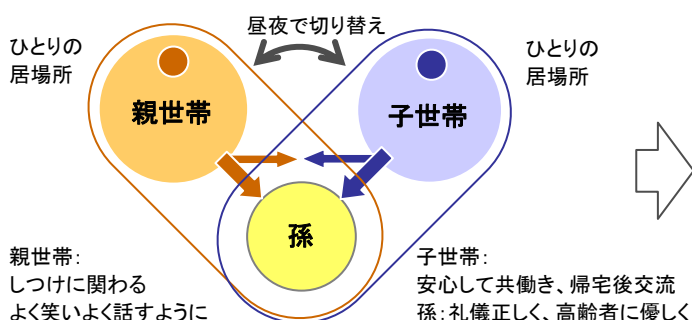 昼夜で切り替え
ひとりの
居場所
ひとりの
居場所
親世帯
子世帯
孫
親世帯：
しつけに関わる
よく笑いよく話すように
子世帯：
安心して共働き、帰宅後交流
孫：礼儀正しく、高齢者に優しく